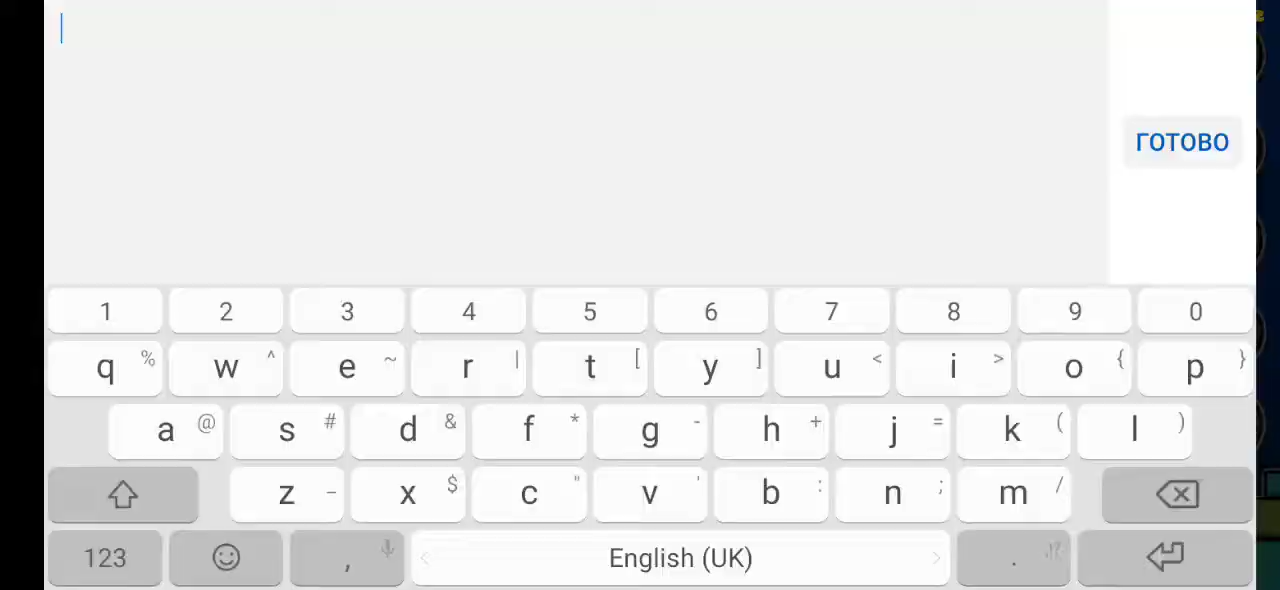 ГОТОВО
1 2 3 4 5 6 7 8 9 0
q % w ^ e ~ r | t [ y ] u < i > o { p }
a @ s # d & f * g - h + j = k ( l )
z _ x $ c " v ' b : n ; m /
123 , English (UK) .